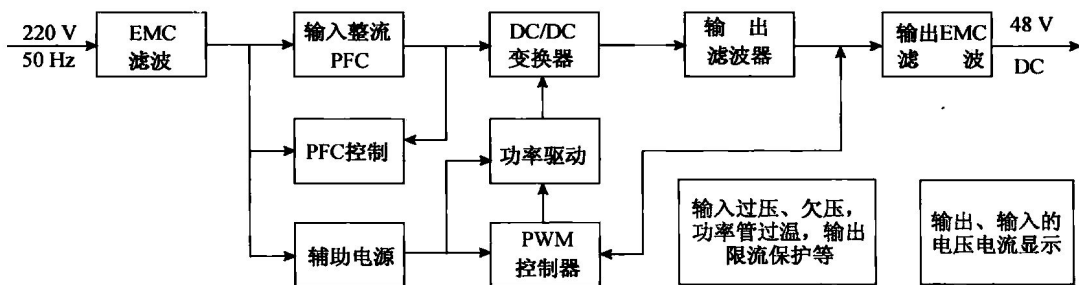 220 V
50 Hz
EMC
滤波
输入整流
PFC
DC/DC
变换器
输 出
滤波器
输出EMC
滤 波
48 V
DC
PFC控制
功率驱动
辅助电源
PWM
控制器
输入过压、欠压,
功率管过温,输出
限流保护等
输出、输入的
电压电流显示